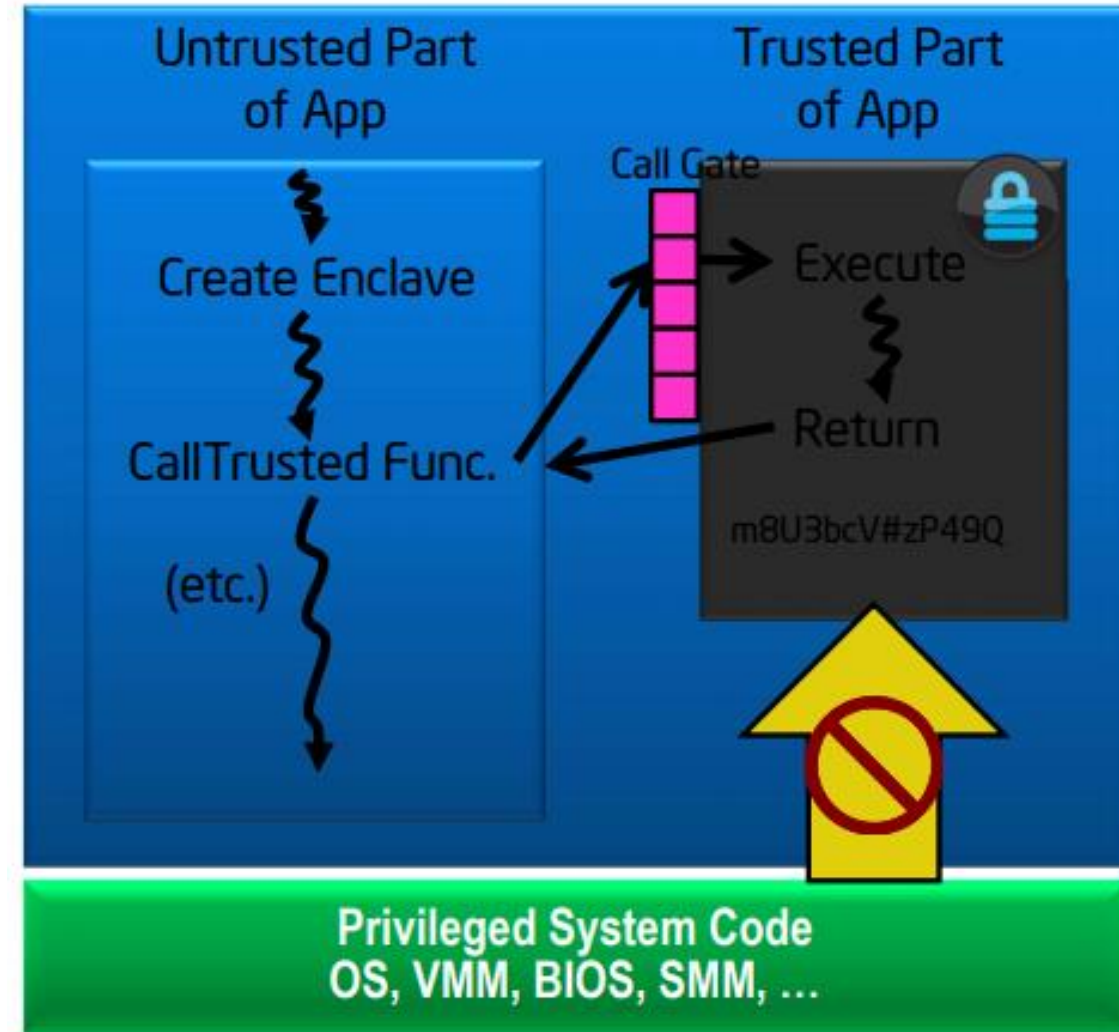 Untrusted Part
of App
Trusted Part
of App
Call Gate
Create Enclave
Execute
CallTrusted Func.
Return
(etc.)
m8U3bcV#zP49Q
Privileged System Code
OS, VMM, BIOS, SMM, …